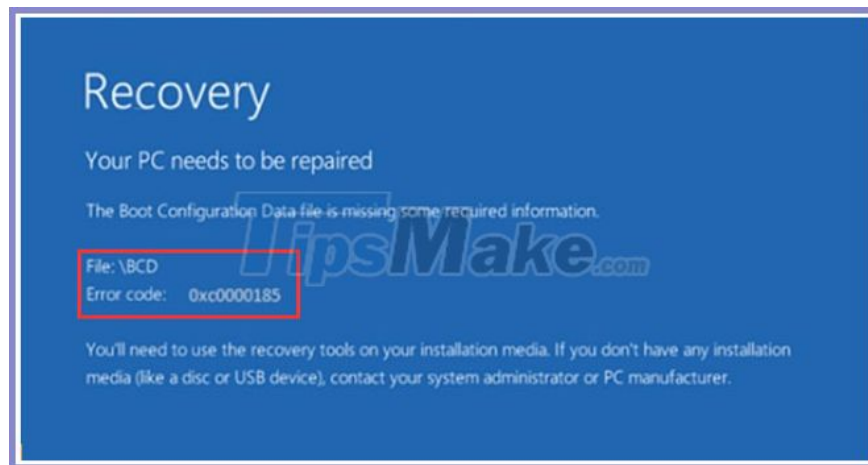 Recovery
Your PC needs to be repaired
The Boot Configuration Data file is missing some required information.
TipsMake.com
File: \BCD
Error code: 0xc0000185
You'll need to use the recovery tools on your installation media. If you don't have any installation
media (like a disc or USB device), contact your system administrator or PC manufacturer.